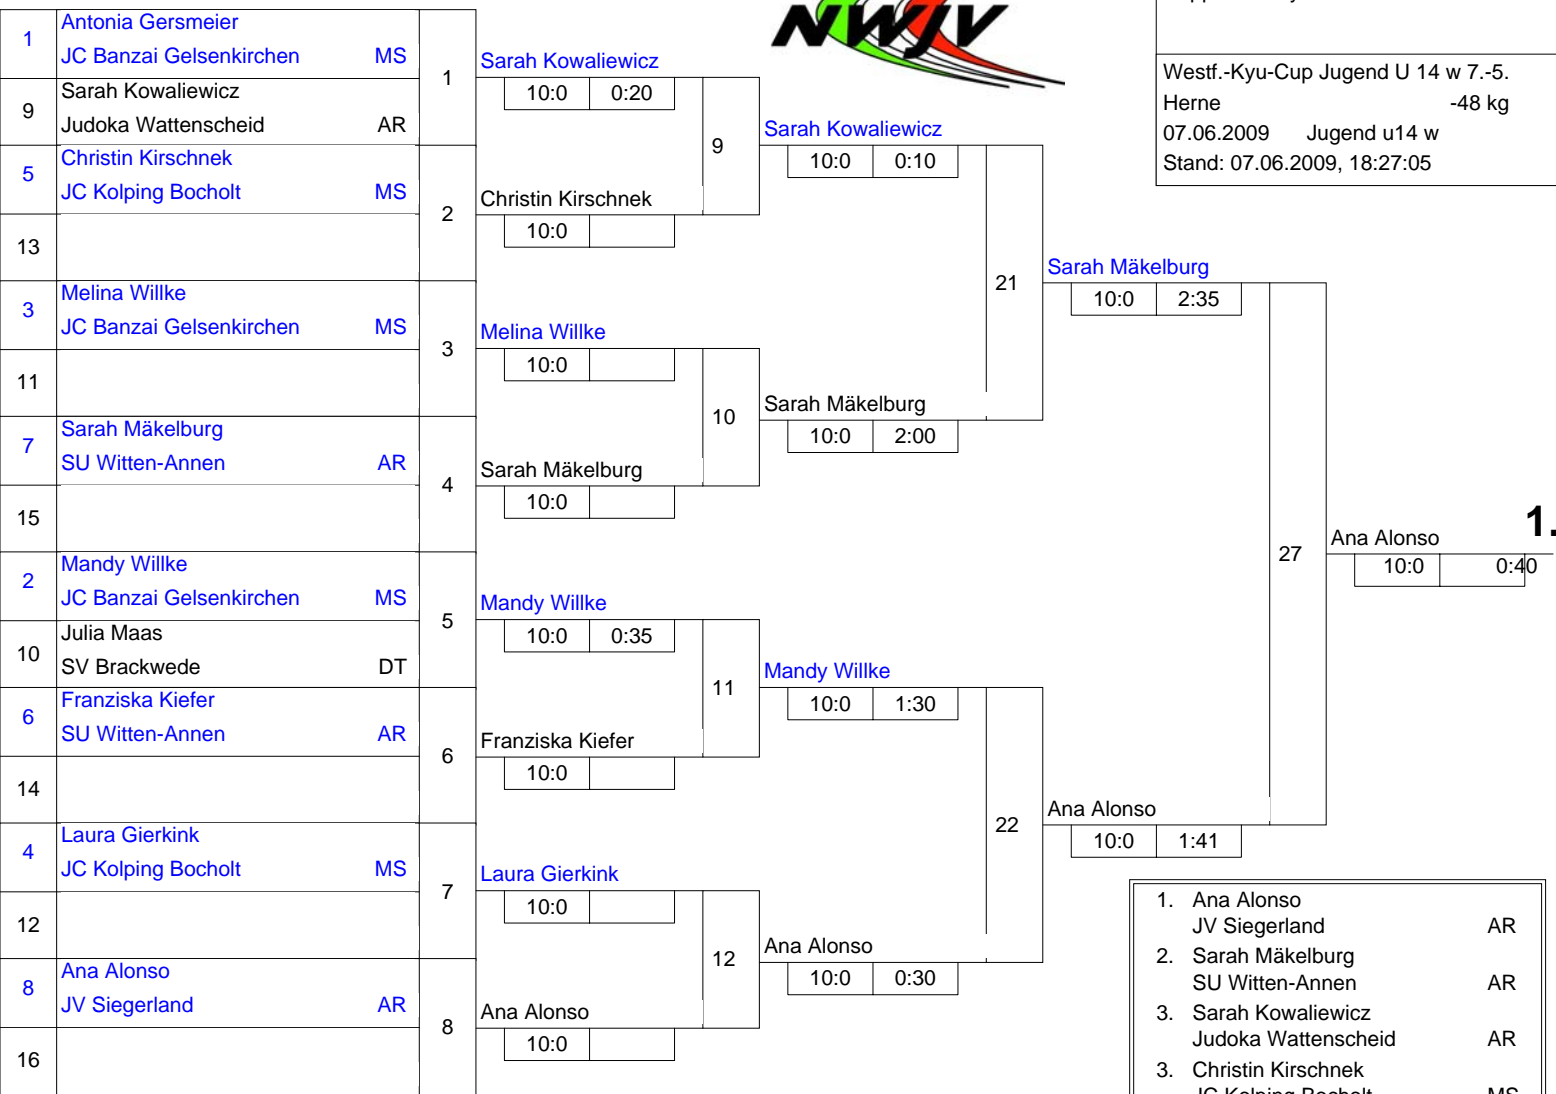 NWJV
Westf.-Kyu-Cup Jugend U 14 w 7.-5.
Herne -48 kg
07.06.2009 Jugend u14 w
Stand: 07.06.2009, 18:27:05
1 Antonia Gersmeier
JC Banzai Gelsenkirchen MS
9 Sarah Kowaliewicz
Judoka Wattenscheid AR
5 Christin Kirschnek
JC Kolping Bocholt MS
13
3 Melina Willke
JC Banzai Gelsenkirchen MS
11
7 Sarah Mäkelburg
SU Witten-Annen AR
15
2 Mandy Willke
JC Banzai Gelsenkirchen MS
10 Julia Maas
SV Brackwede DT
6 Franziska Kiefer
SU Witten-Annen AR
14
4 Laura Gierkink
JC Kolping Bocholt MS
12
8 Ana Alonso
JV Siegerland AR
16
1 Sarah Kowaliewicz
10:0 0:20
2 Christin Kirschnek
10:0
3 Melina Willke
10:0
4 Sarah Mäkelburg
10:0
5 Mandy Willke
10:0 0:35
6 Franziska Kiefer
10:0
7 Laura Gierkink
10:0
8 Ana Alonso
10:0
9 Sarah Kowaliewicz
10:0 0:10
10 Sarah Mäkelburg
10:0 2:00
11 Mandy Willke
10:0 1:30
12 Ana Alonso
10:0 0:30
21 Sarah Mäkelburg
10:0 2:35
22 Ana Alonso
10:0 1:41
27 Ana Alonso 1.
10:0 0:40
1. Ana Alonso
JV Siegerland AR
2. Sarah Mäkelburg
SU Witten-Annen AR
3. Sarah Kowaliewicz
Judoka Wattenscheid AR
3. Christin Kirschnek
JC Kolping Bocholt MS